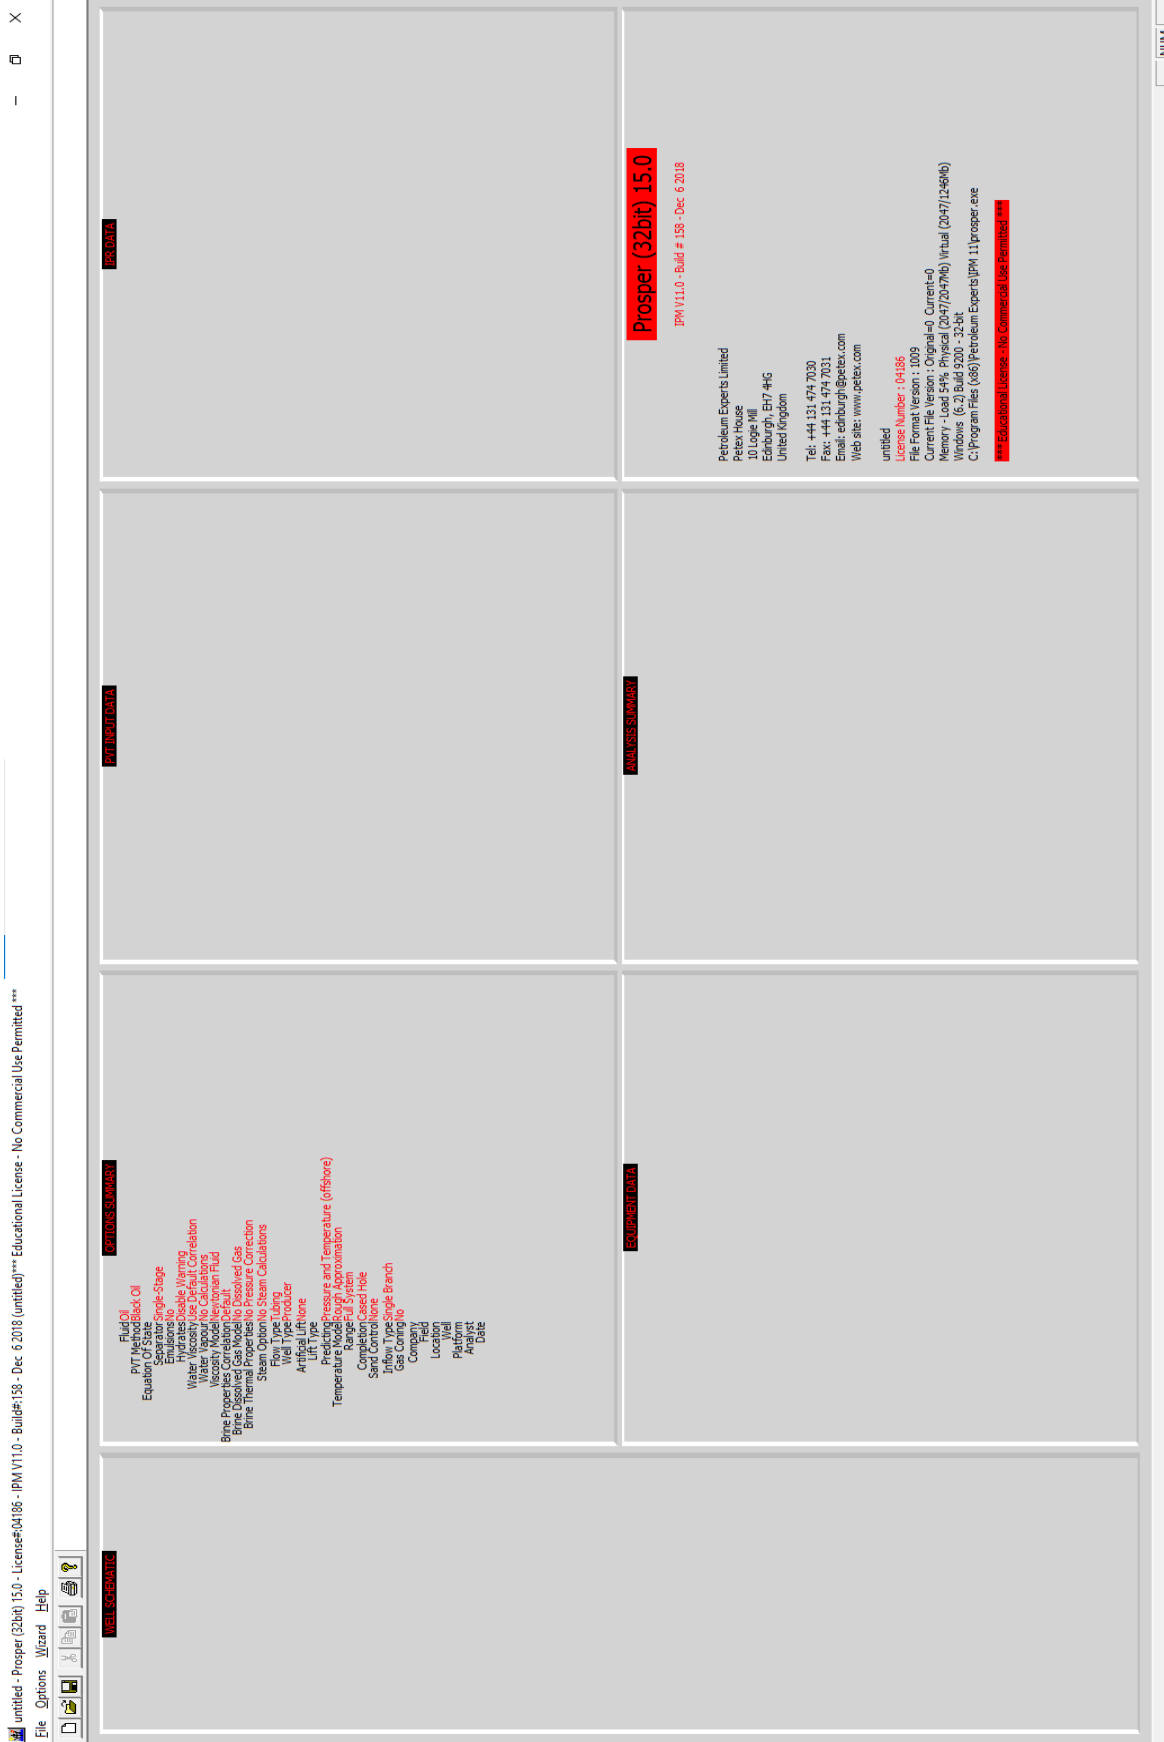 untitled - Prosper (32bit) 15.0 - License#:04186 - IPM V11.0 - Build#:158 - Dec 6 2018 (untitled)*** Educational License - No Commercial Use Permitted ***
File Options Wizard Help
WELL SCHEMATIC
OPTIONS SUMMARY
Fluid Oil
PVT Method Black Oil
Equation Of State
Separator Single-Stage
Emulsions No
Hydrates Disable Warning
Water Viscosity Use Default Correlation
Water Vapour No Calculations
Viscosity Model Newtonian Fluid
Brine Properties Correlation Default
Brine Dissolved Gas Model No Dissolved Gas
Brine Thermal Properties No Pressure Correction
Steam Option No Steam Calculations
Flow Type Tubing
Well Type Producer
Artificial Lift None
Lift Type
Predicting Pressure and Temperature (offshore)
Temperature Model Rough Approximation
Range Full System
Completion Cased Hole
Sand Control None
Inflow Type Single Branch
Gas Coning No
Company
Field
Location
Well
Platform
Analyst
Date
PVT INPUT DATA
IPR DATA
EQUIPMENT DATA
ANALYSIS SUMMARY
Prosper (32bit) 15.0
IPM V11.0 - Build # 158 - Dec 6 2018
Petroleum Experts Limited
Petex House
10 Logie Mill
Edinburgh, EH7 4HG
United Kingdom
Tel: +44 131 474 7030
Fax: +44 131 474 7031
Email: edinburgh@petex.com
Web site: www.petex.com
untitled
License Number : 04186
File Format Version : 1009
Current File Version : Original=0 Current=0
Memory - Load 54% Physical (2047/2047Mb) Virtual (2047/1246Mb)
Windows (6.2) Build 9200 - 32-bit
C:\Program Files (x86)\Petroleum Experts\IPM 11\prosper.exe
*** Educational License - No Commercial Use Permitted ***